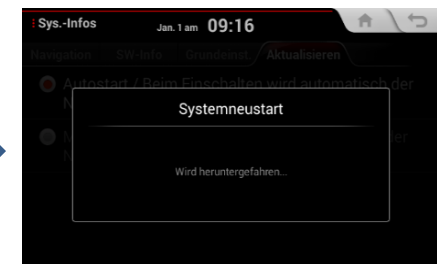 Sys.-Infos
Jan. 1 am 09:16
Navigation SW-Info Grundeinst. Aktualisieren
Autostart / Beim Einschalten wird automatisch der
Systemneustart
Wird heruntergefahren...